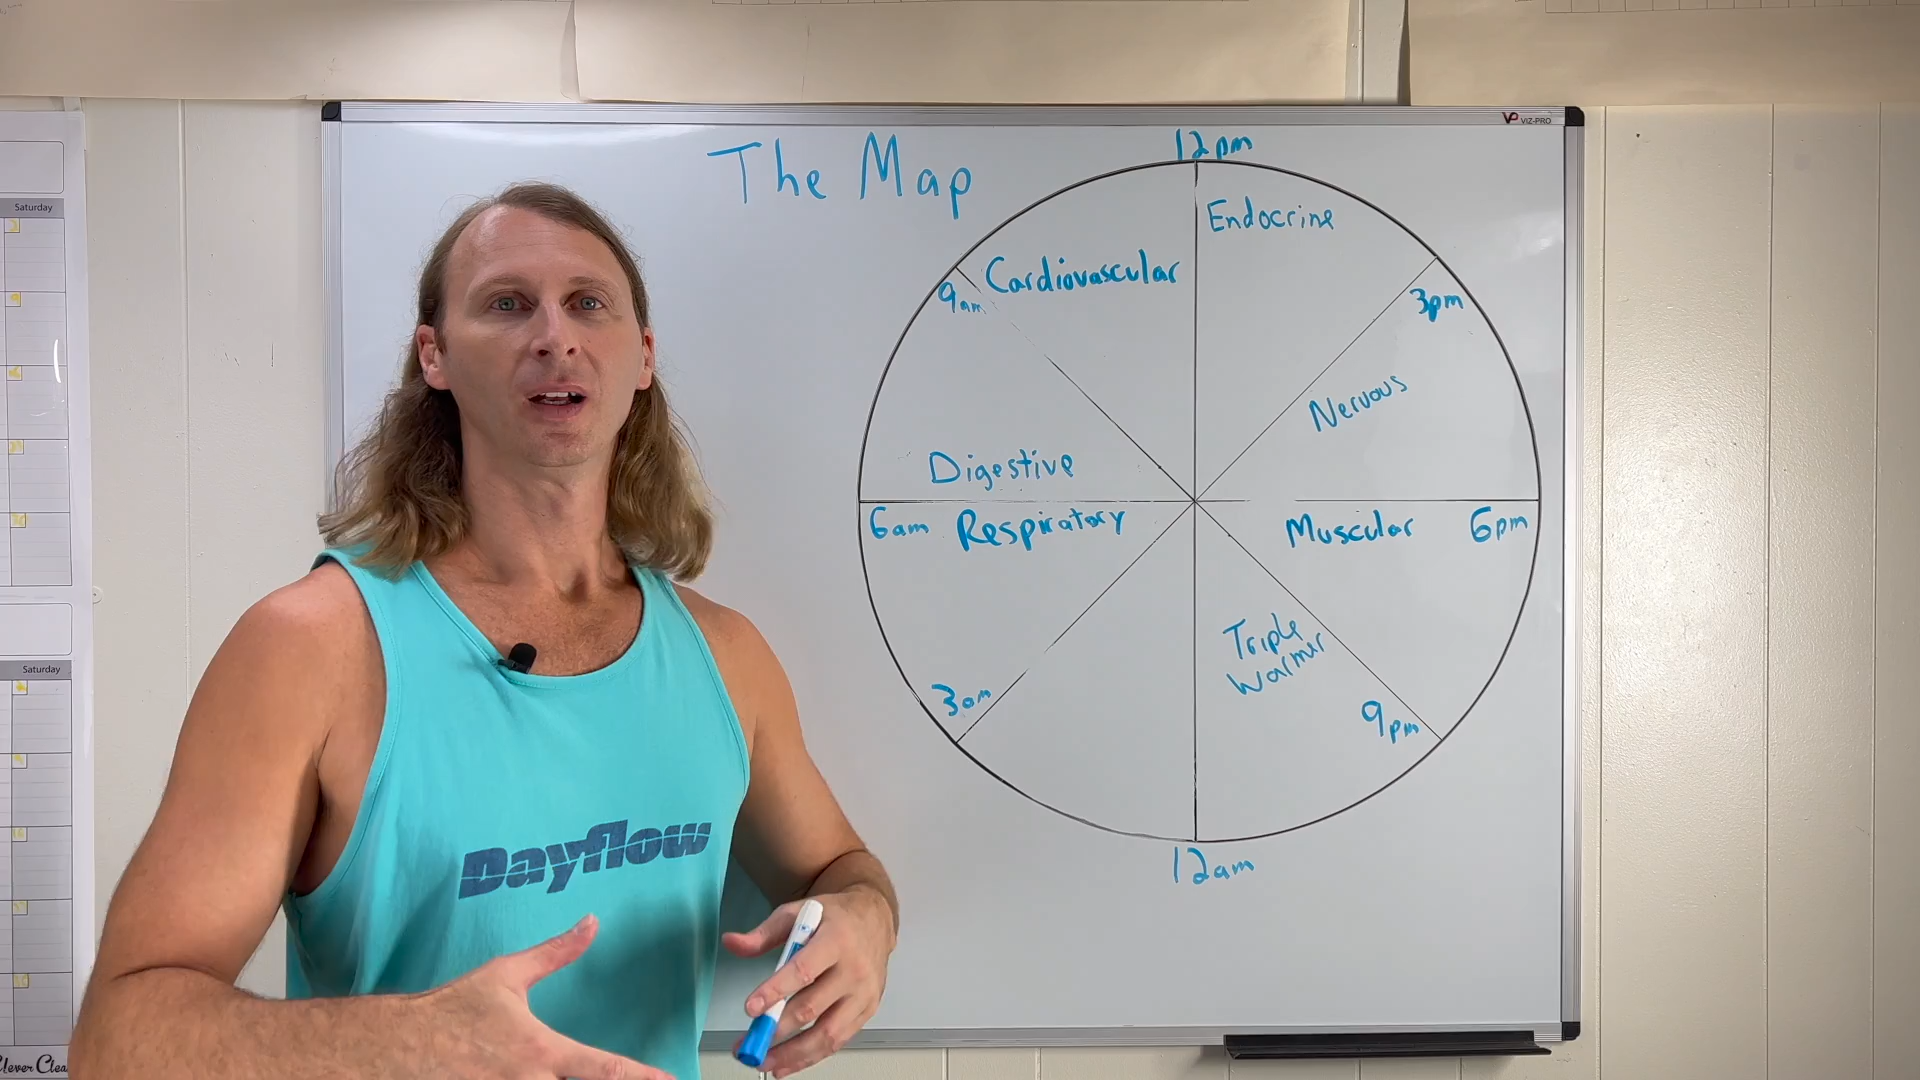 The Map
12pm
VP VIZ-PRO
Endocrine
Cardiovascular
9am
3pm
Nervous
Digestive
6am Respiratory
Muscular 6pm
Triple
Warmer
3am
9pm
12am
Dayflow
Saturday
Saturday